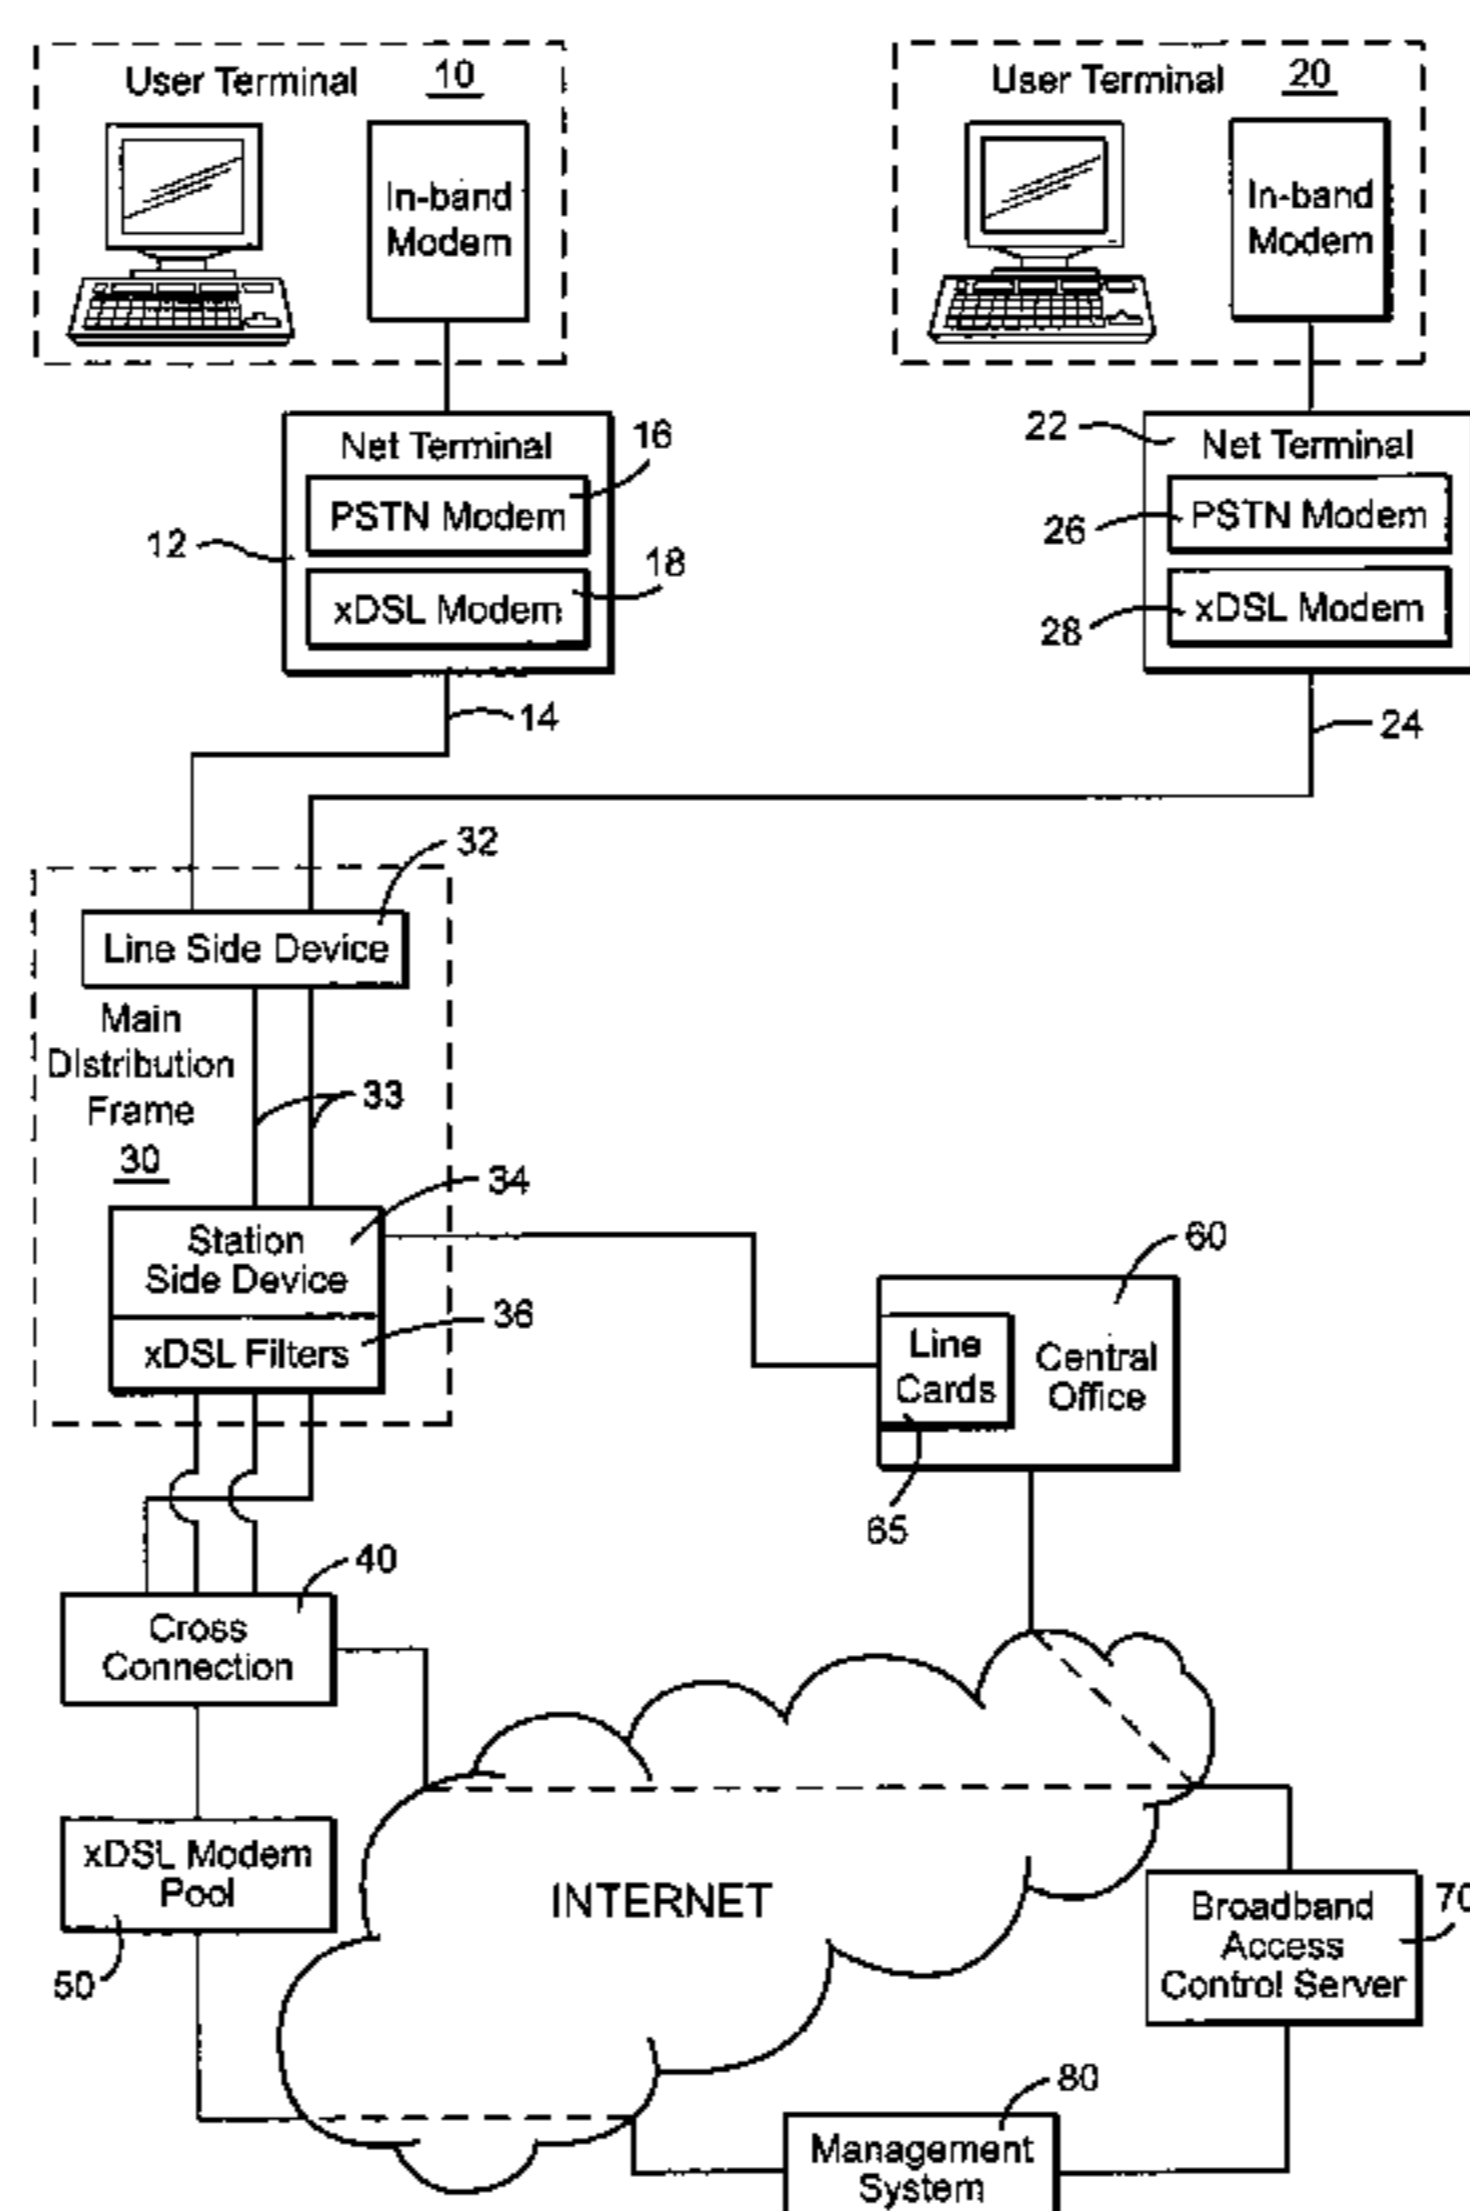 User Terminal 10
In-band
Modem
User Terminal 20
In-band
Modem
Net Terminal
16
PSTN Modem
12
18
xDSL Modem
14
22
Net Terminal
26
PSTN Modem
28
xDSL Modem
24
32
Line Side Device
Main
Distribution
Frame
30
33
34
Station
Side Device
36
xDSL Filters
60
Line
Cards
Central
Office
65
40
Cross
Connection
xDSL Modem
Pool
50
INTERNET
Broadband
Access
Control Server
70
80
Management
System